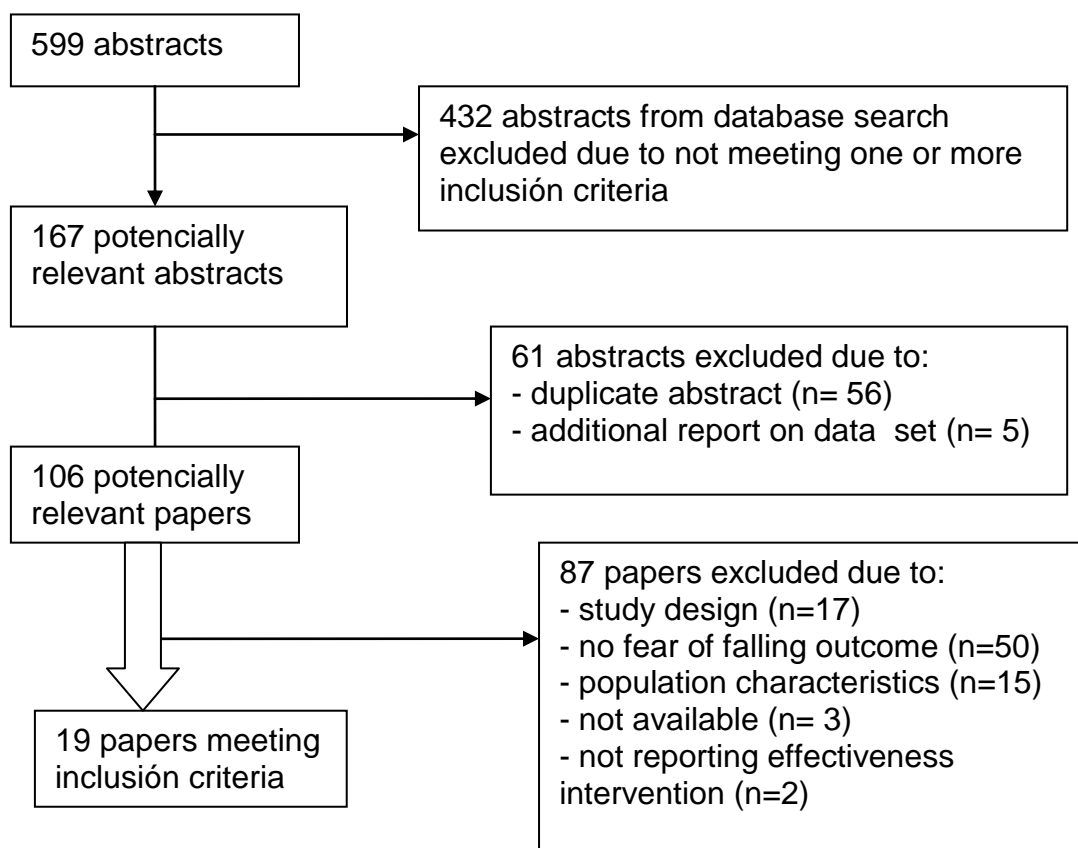 599 abstracts
432 abstracts from database search
excluded due to not meeting one or more
inclusión criteria
167 potencially
relevant abstracts
61 abstracts excluded due to:
- duplicate abstract (n= 56)
- additional report on data  set (n= 5)
106 potencially
relevant papers
87 papers excluded due to:
- study design (n=17)
- no fear of falling outcome (n=50)
- population characteristics (n=15)
- not available (n= 3)
- not reporting effectiveness
intervention (n=2)
19 papers meeting
inclusión criteria